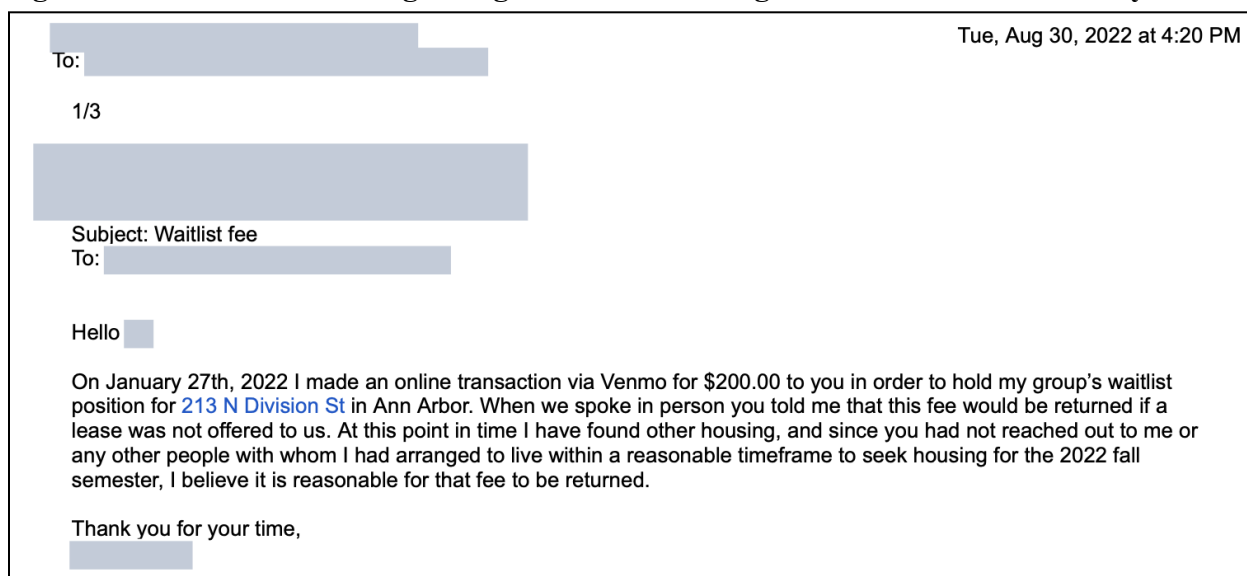 Tue, Aug 30, 2022 at 4:20 PM
To:
1/3
Subject: Waitlist fee
To:
Hello
On January 27th, 2022 I made an online transaction via Venmo for $200.00 to you in order to hold my group's waitlist
position for 213 N Division St in Ann Arbor. When we spoke in person you told me that this fee would be returned if a
lease was not offered to us. At this point in time I have found other housing, and since you had not reached out to me or
any other people with whom I had arranged to live within a reasonable timeframe to seek housing for the 2022 fall
semester, I believe it is reasonable for that fee to be returned.
Thank you for your time,